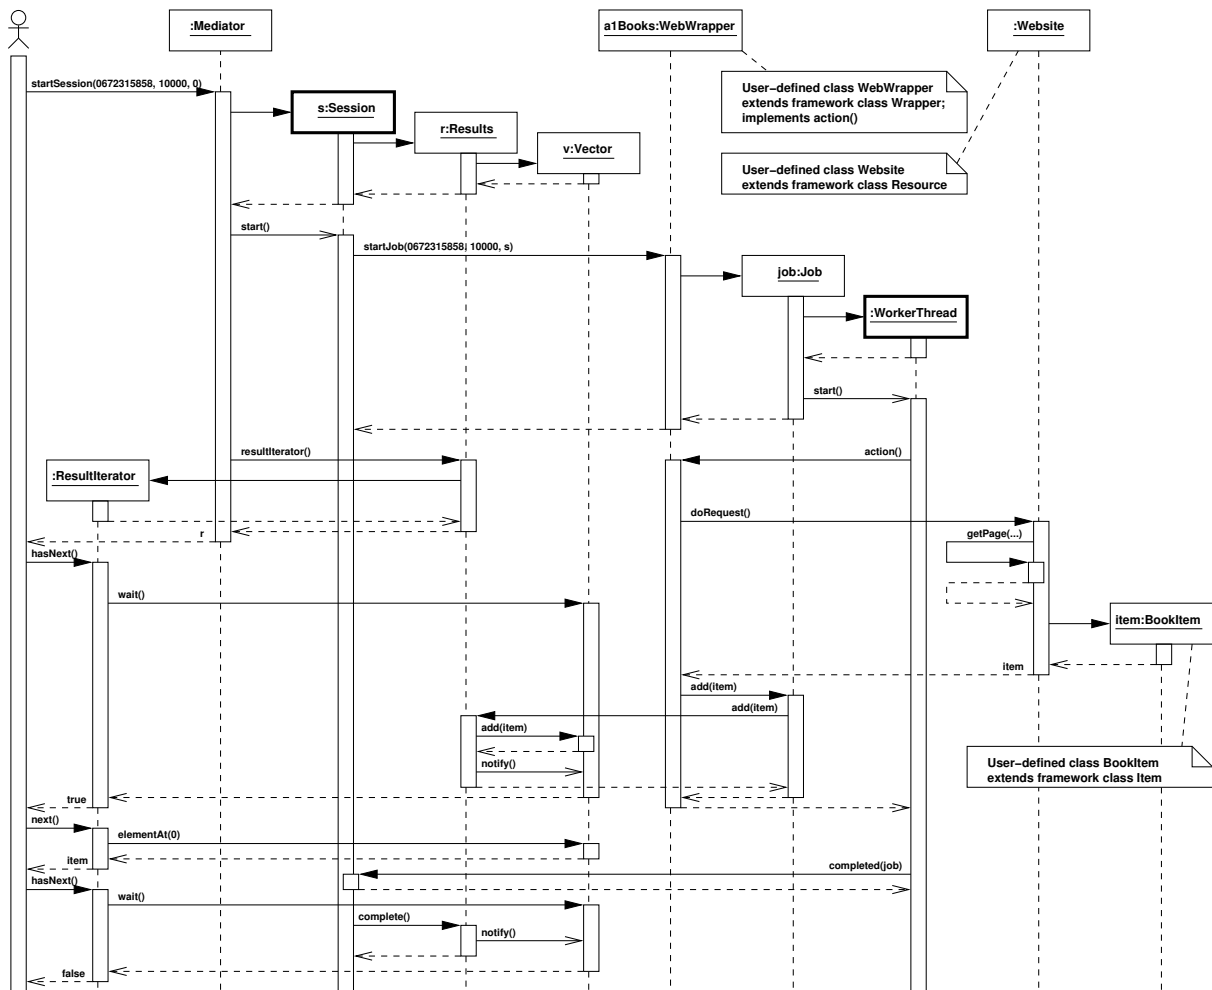 :Mediator
a1Books:WebWrapper
:Website
startSession(0672315858, 10000, 0)
User-defined class WebWrapper
extends framework class Wrapper;
implements action()
s:Session
r:Results
v:Vector
User-defined class Website
extends framework class Resource
start()
startJob(0672315858, 10000, s)
job:Job
:WorkerThread
start()
resultIterator()
action()
:ResultIterator
doRequest()
r
getPage(...)
hasNext()
wait()
item:BookItem
item
add(item)
add(item)
add(item)
notify()
User-defined class BookItem
extends framework class Item
true
next()
elementAt(0)
item
completed(job)
hasNext()
wait()
complete()
notify()
false